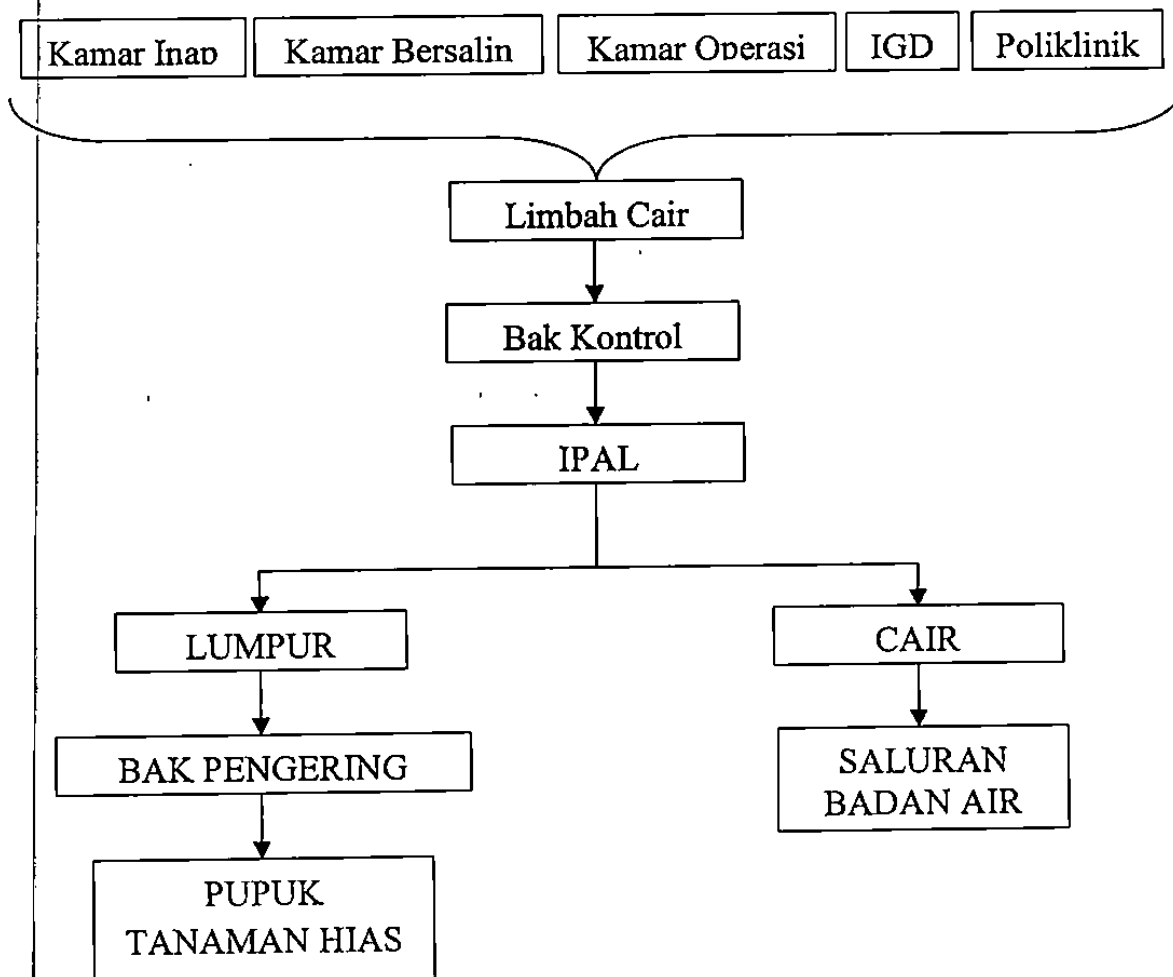 Kamar Inap Kamar Bersalin Kamar Operasi IGD Poliklinik
Limbah Cair
Bak Kontrol
IPAL
LUMPUR CAIR
BAK PENGERING
SALURAN
BADAN AIR
PUPUK
TANAMAN HIAS